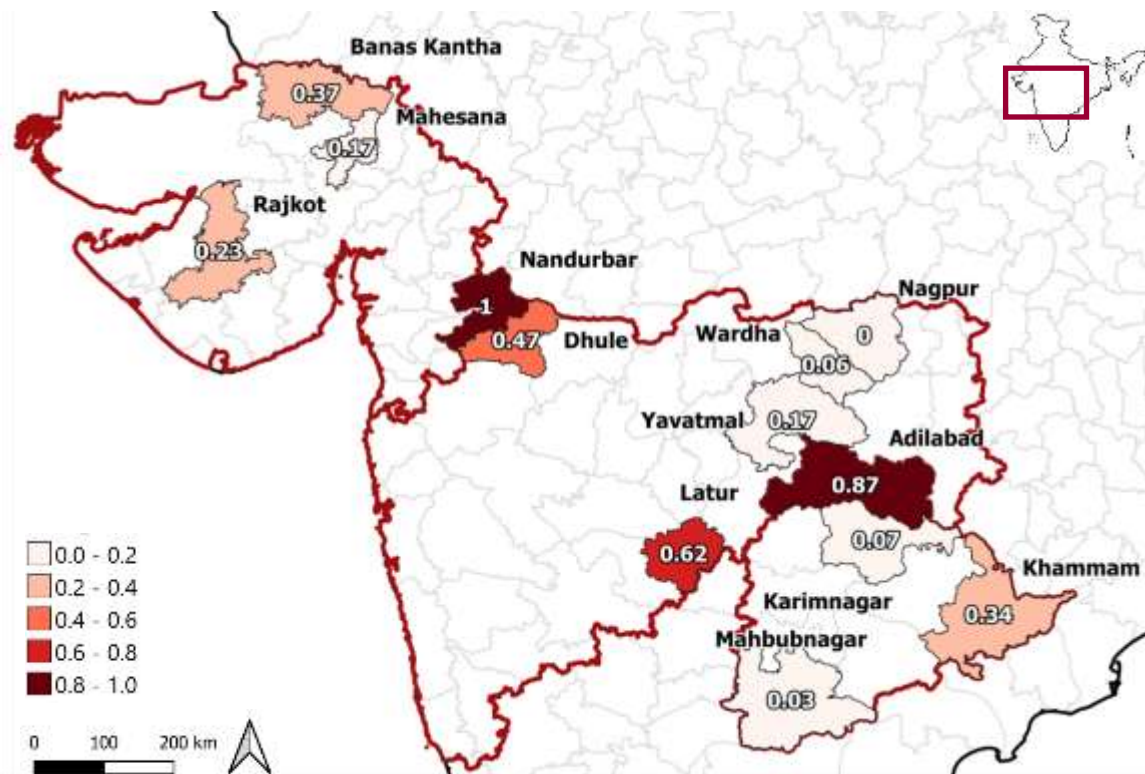 Banas Kantha
0.37
Mahesana
0.17
Rajkot
0.23
Nandurbar
1
0.47
Dhule
Nagpur
Wardha
0
0.06
Yavatmal
0.17
Adilabad
0.87
Latur
0.62
0.07
Khammam
Karimnagar
0.34
Mahbubnagar
0.03
0.0 - 0.2
0.2 - 0.4
0.4 - 0.6
0.6 - 0.8
0.8 - 1.0
0 100 200 km